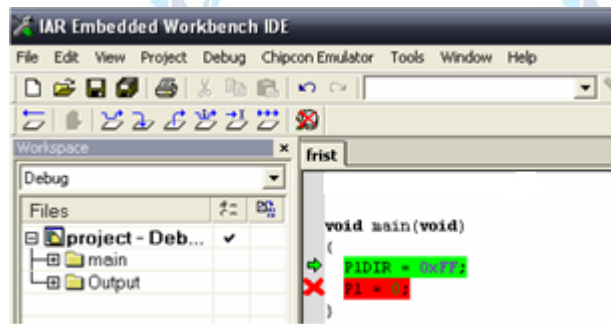 IAR Embedded Workbench IDE
File Edit View Project Debug Chipcon Emulator Tools Window Help
Workspace
frist
Debug
Files
project - Deb...
main
Output
void main(void)
(
P1DIR = 0xFF;
P1 = 0;
)